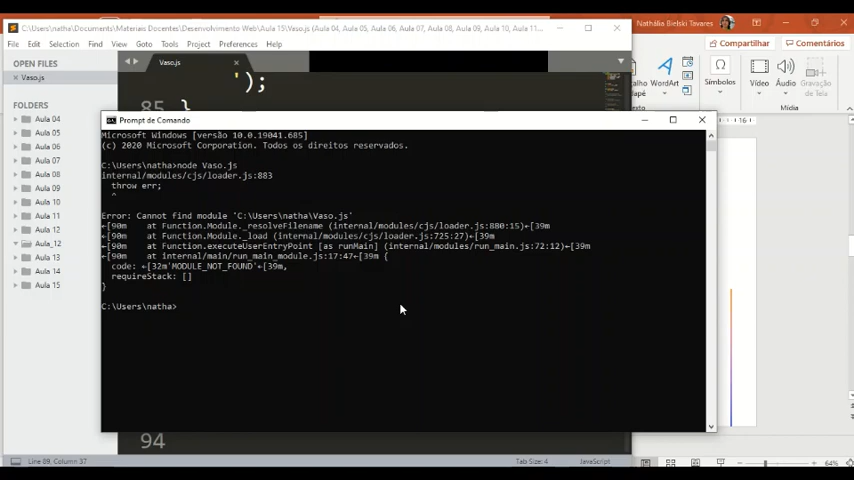 C:\Users\natha\Documents\Materias Docentes\Desenvolvimento Web\Aula 15\Vaso.js (Aula 04, Aula 05, Aula 06, Aula 07, Aula 08, Aula 09, Aula 10, Aula 11...
Nathália Bielski Tavares
File Edit Selection Find View Goto Tools Project Preferences Help
Compartilhar
Comentários
OPEN FILES
Vaso.js
Vaso.js
WordArt
Símbolos
Vídeo
Áudio
Gravação
de Tela
Mídia
FOLDERS
Aula 04
Aula 05
Aula 06
Aula 07
Aula 08
Aula 09
Aula 10
Aula 11
Aula 12
Aula_12
Aula 13
Aula 14
Aula 15
');
85 }
Prompt de Comando
Microsoft Windows [versão 10.0.19041.685]
(c) 2020 Microsoft Corporation. Todos os direitos reservados.
C:\Users\natha>node Vaso.js
internal/modules/cjs/loader.js:883
throw err;
^
Error: Cannot find module 'C:\Users\natha\Vaso.js'
←[90m at Function.Module._resolveFilename (internal/modules/cjs/loader.js:880:15)←[39m
←[90m at Function.Module._load (internal/modules/cjs/loader.js:725:27)←[39m
←[90m at Function.executeUserEntryPoint [as runMain] (internal/modules/run_main.js:72:12)←[39m
←[90m at internal/main/run_main_module.js:17:47←[39m {
code: ←[32m'MODULE_NOT_FOUND'←[39m,
requireStack: []
}
C:\Users\natha>
16
94
Line 89, Column 37
Tab Size: 4
JavaScript
64%